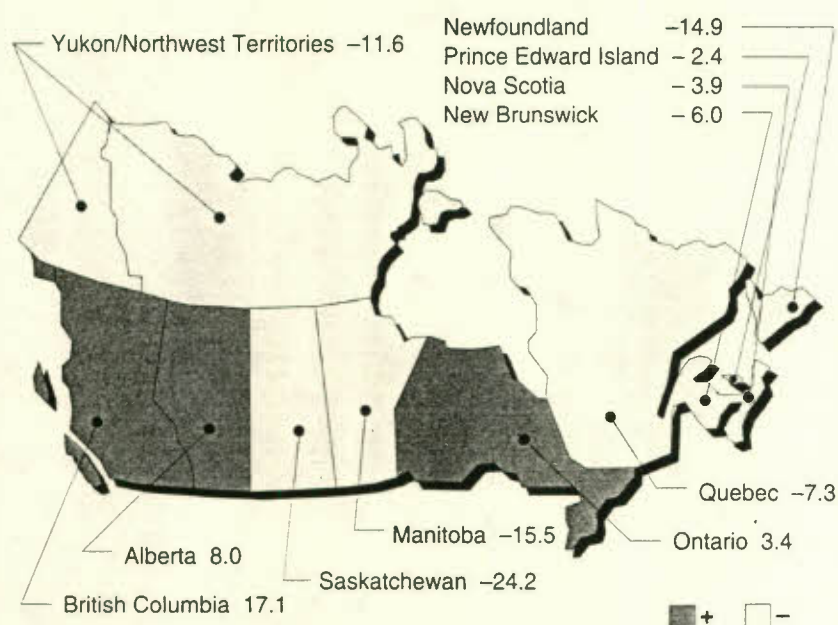 Yukon/Northwest Territories –11.6
Newfoundland –14.9
Prince Edward Island – 2.4
Nova Scotia – 3.9
New Brunswick – 6.0
Quebec –7.3
Manitoba –15.5
Ontario 3.4
Alberta 8.0
Saskatchewan –24.2
British Columbia 17.1
+ –